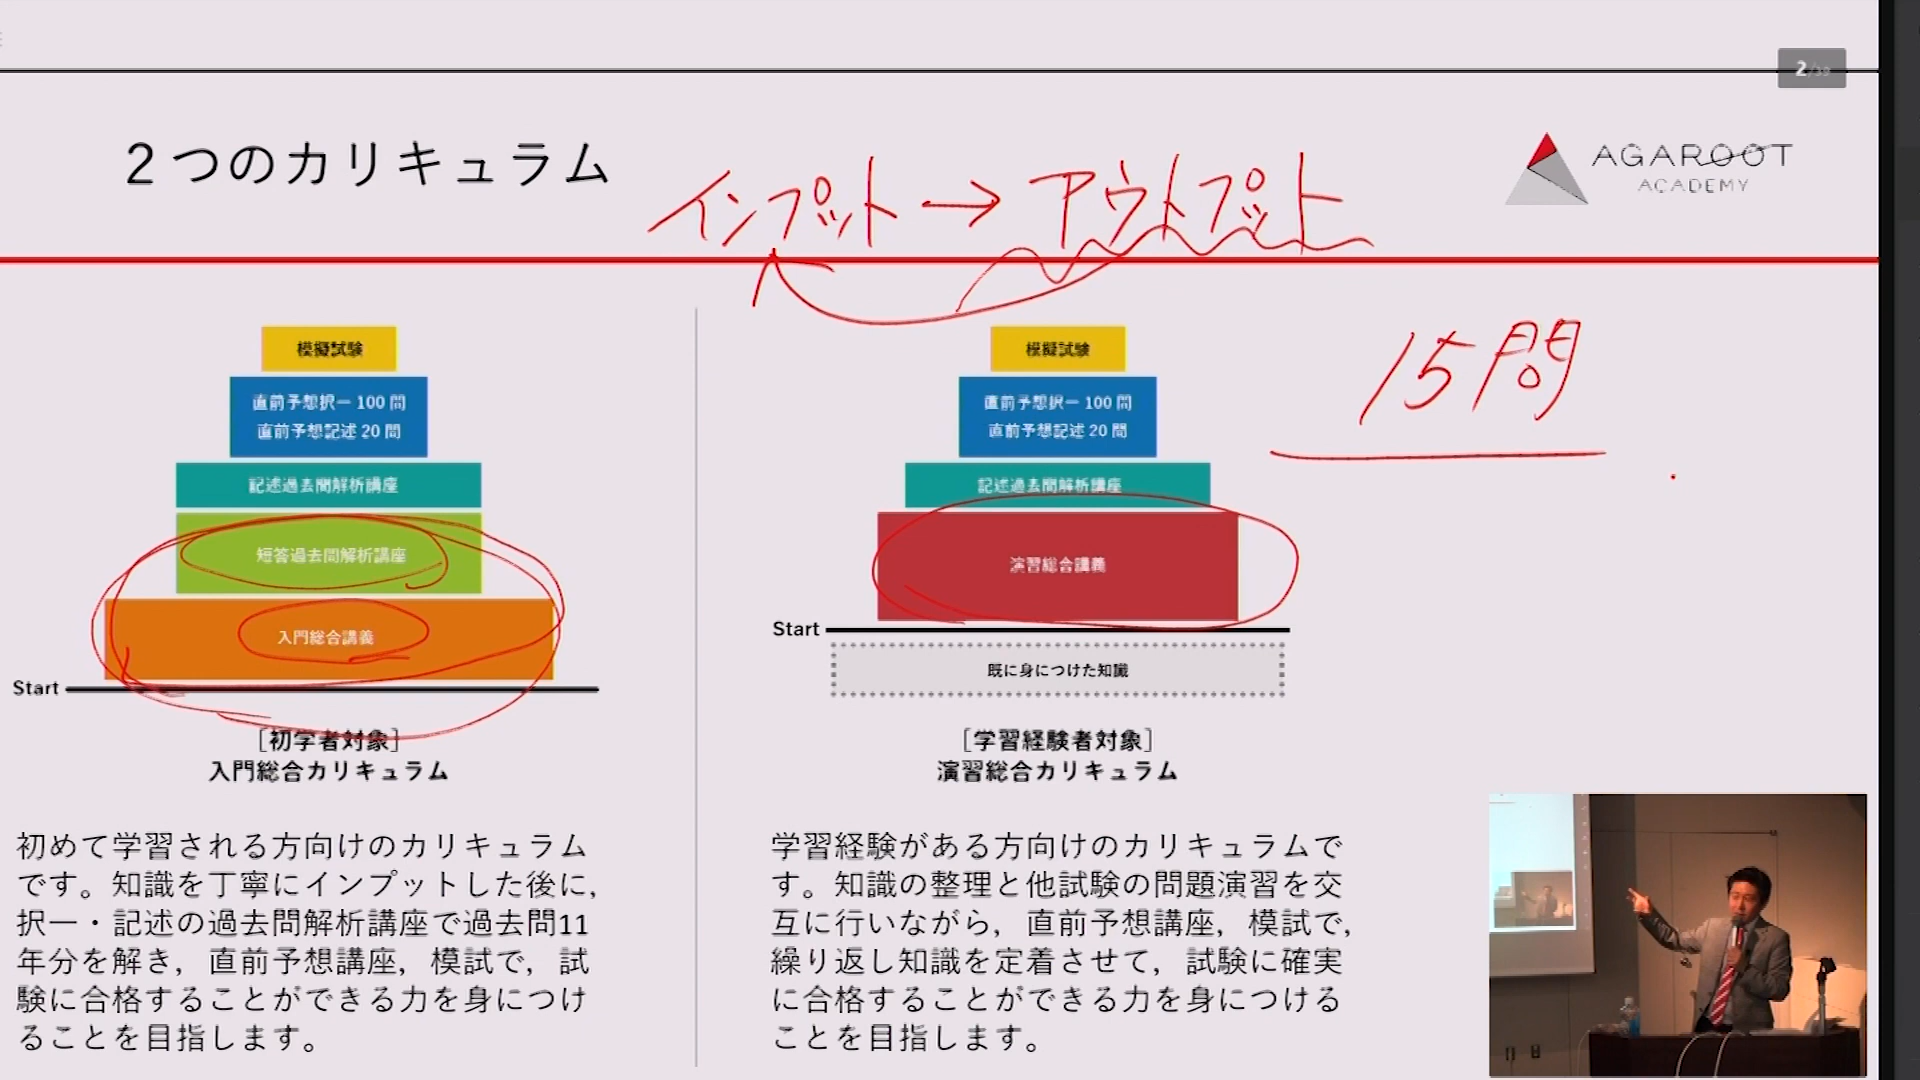 2/39
２つのカリキュラム
インプット→アウトプット
AGAROOT
ACADEMY
15問
模擬試験
直前予想択一 100 問
直前予想記述 20 問
記述過去問解析講座
短答過去問解析講座
入門総合講義
Start
[初学者対象]
入門総合カリキュラム
初めて学習される方向けのカリキュラム
です。知識を丁寧にインプットした後に，
択一・記述の過去問解析講座で過去問11
年分を解き，直前予想講座，模試で，試
験に合格することができる力を身につけ
ることを目指します。
模擬試験
直前予想択一 100 問
直前予想記述 20 問
記述過去問解析講座
演習総合講義
Start
既に身につけた知識
[学習経験者対象]
演習総合カリキュラム
学習経験がある方向けのカリキュラムで
す。知識の整理と他試験の問題演習を交
互に行いながら，直前予想講座，模試で，
繰り返し知識を定着させて，試験に確実
に合格することができる力を身につける
ことを目指します。